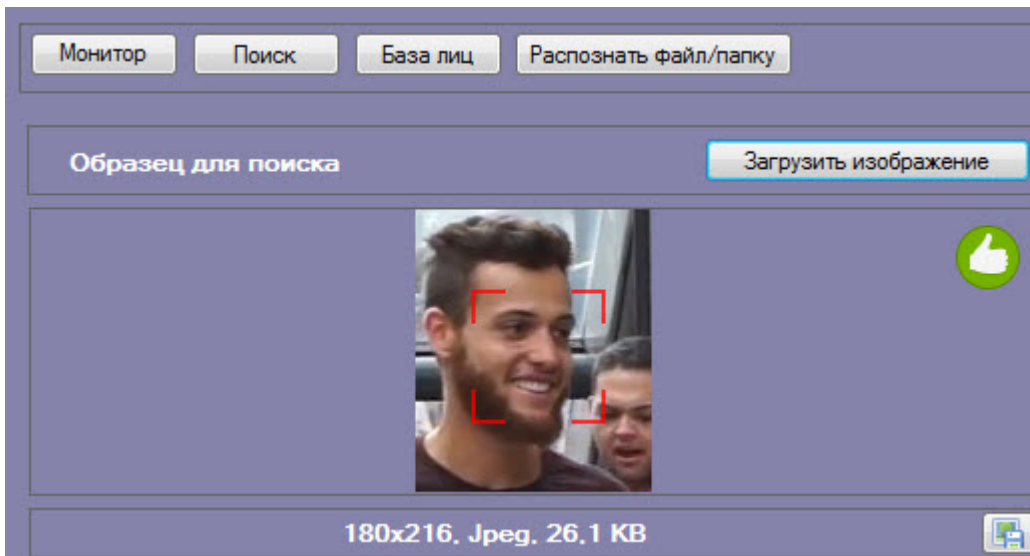 Монитор Поиск База лиц Распознать файл/папку
Образец для поиска Загрузить изображение
180x216, Jpeg, 26,1 KB